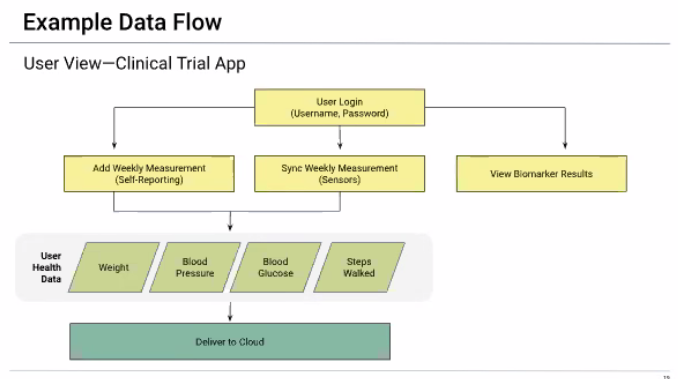 Example Data Flow
User View—Clinical Trial App
User Login
(Username, Password)
Add Weekly Measurement
(Self-Reporting)
Sync Weekly Measurement
(Sensors)
View Biomarker Results
User
Health
Data
Weight
Blood
Pressure
Blood
Glucose
Steps
Walked
Deliver to Cloud